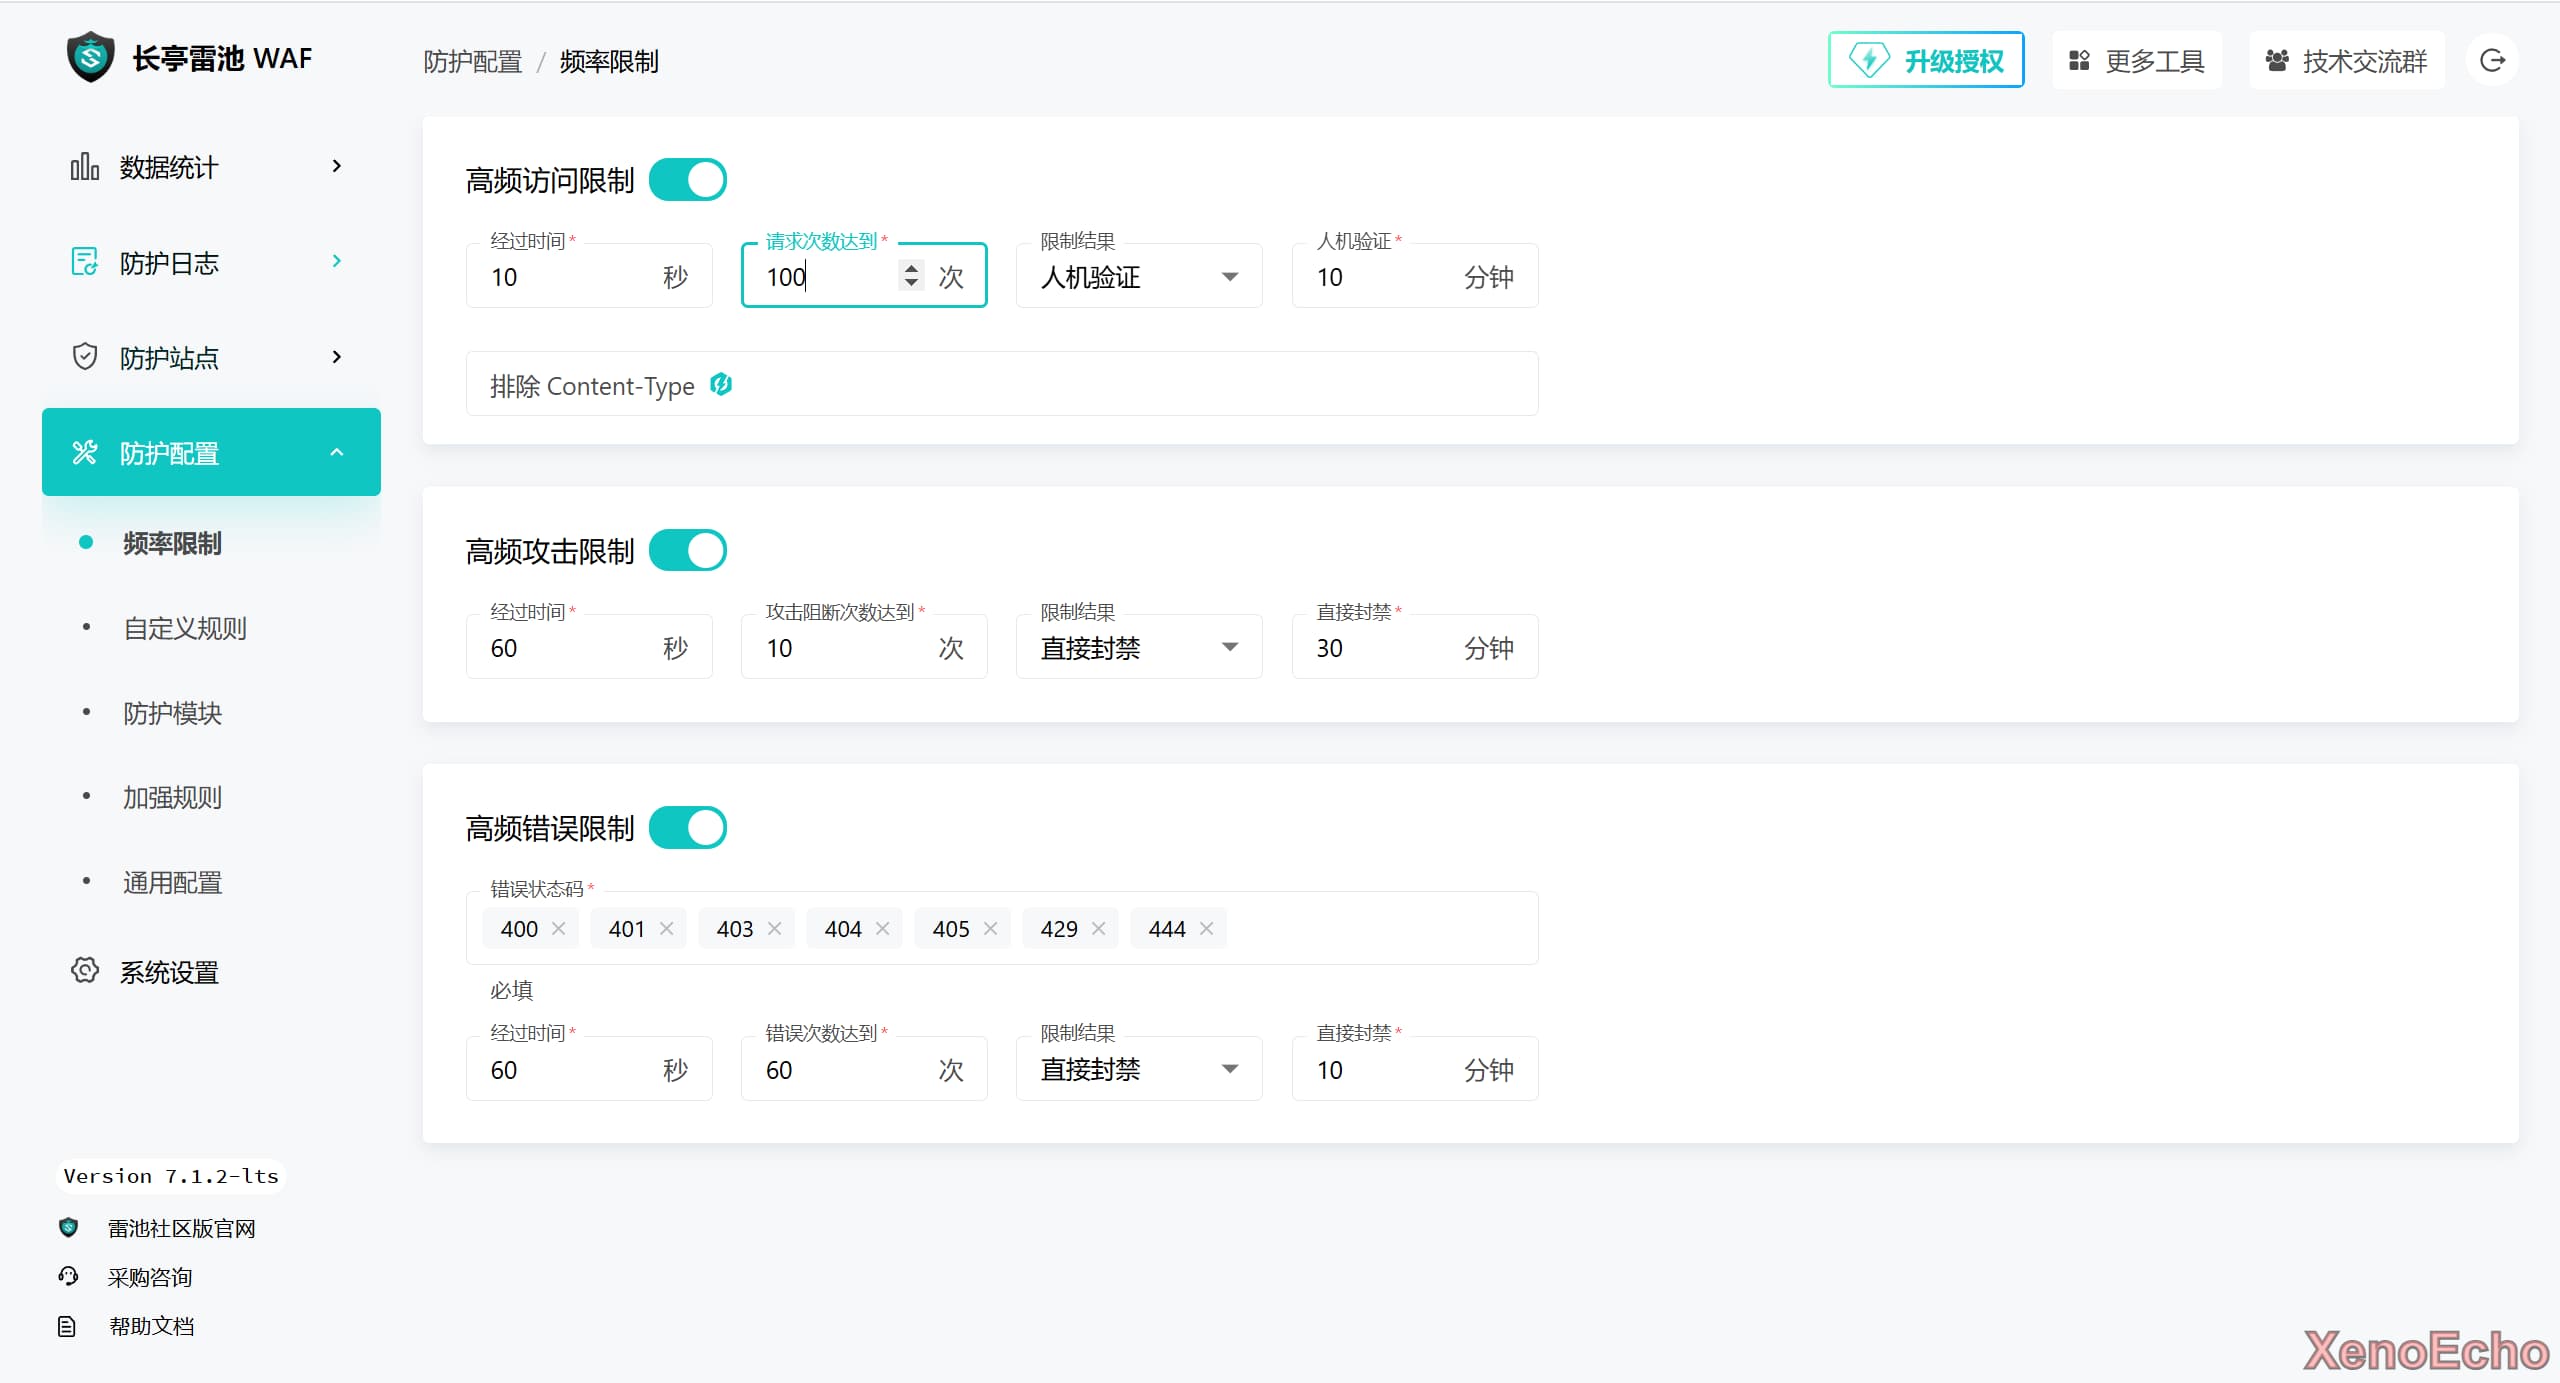 长亭雷池 WAF
防护配置 / 频率限制
升级授权
更多工具
技术交流群
数据统计
防护日志
防护站点
防护配置
频率限制
自定义规则
防护模块
加强规则
通用配置
系统设置
Version 7.1.2-lts
雷池社区版官网
采购咨询
帮助文档
高频访问限制
经过时间 * 请求次数达到 * 限制结果 人机验证 *
10 秒 100 次 人机验证 10 分钟
排除 Content-Type
高频攻击限制
经过时间 * 攻击阻断次数达到 * 限制结果 直接封禁 *
60 秒 10 次 直接封禁 30 分钟
高频错误限制
错误状态码 *
400 401 403 404 405 429 444
必填
经过时间 * 错误次数达到 * 限制结果 直接封禁 *
60 秒 60 次 直接封禁 10 分钟
XenoEcho